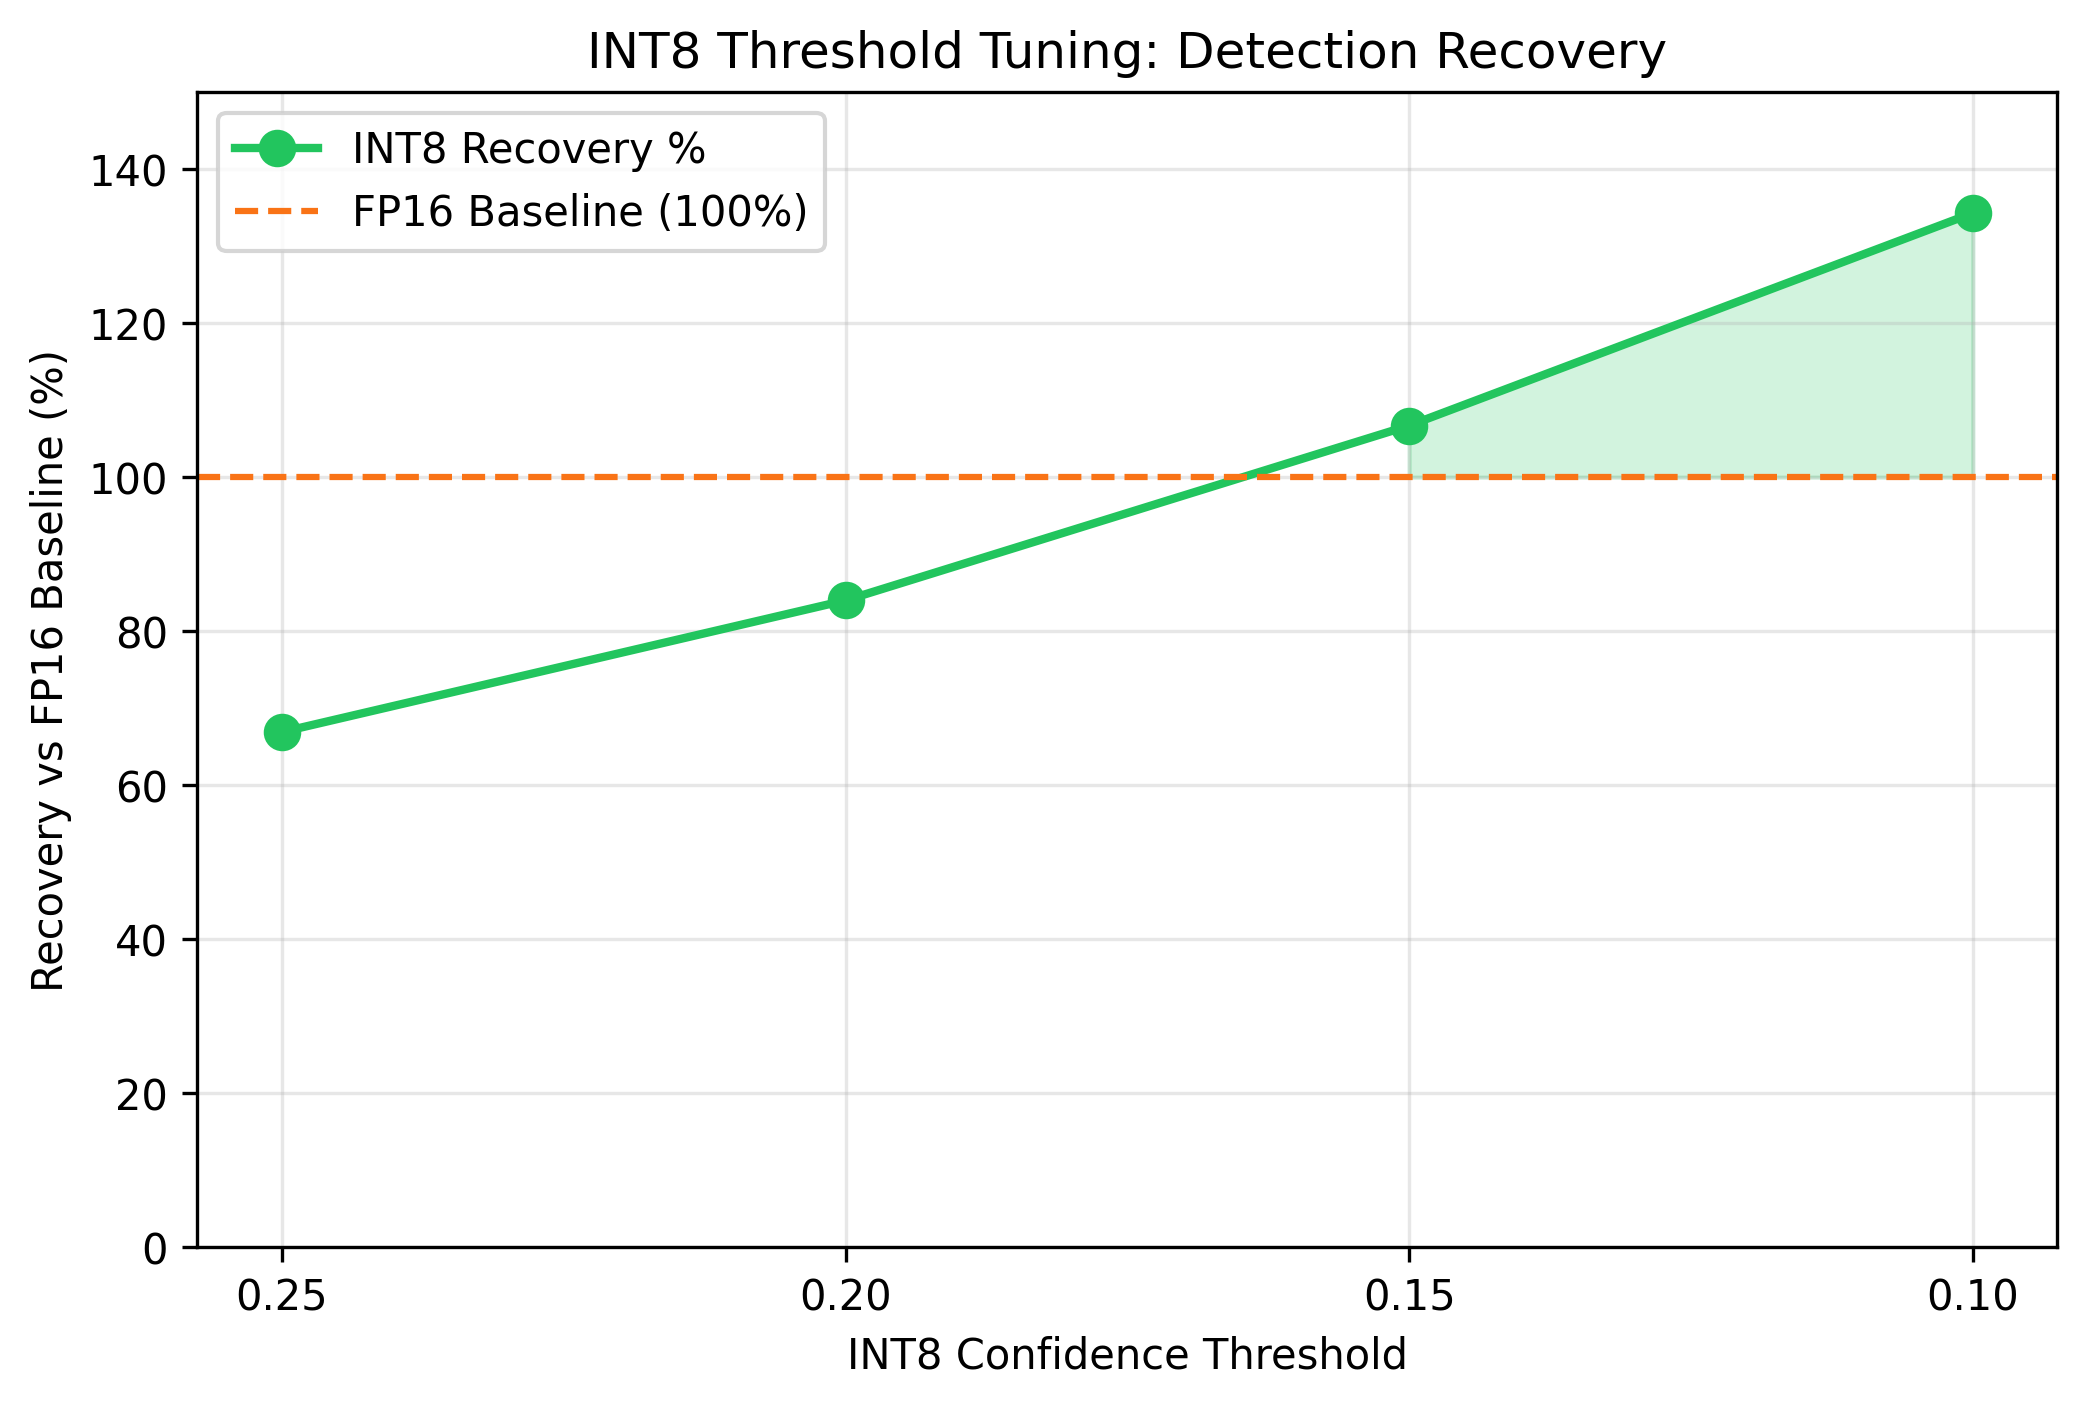 INT8 Threshold Tuning: Detection Recovery
INT8 Recovery %
FP16 Baseline (100%)
Recovery vs FP16 Baseline (%)
140
120
100
80
60
40
20
0
0.25 0.20 0.15 0.10
INT8 Confidence Threshold